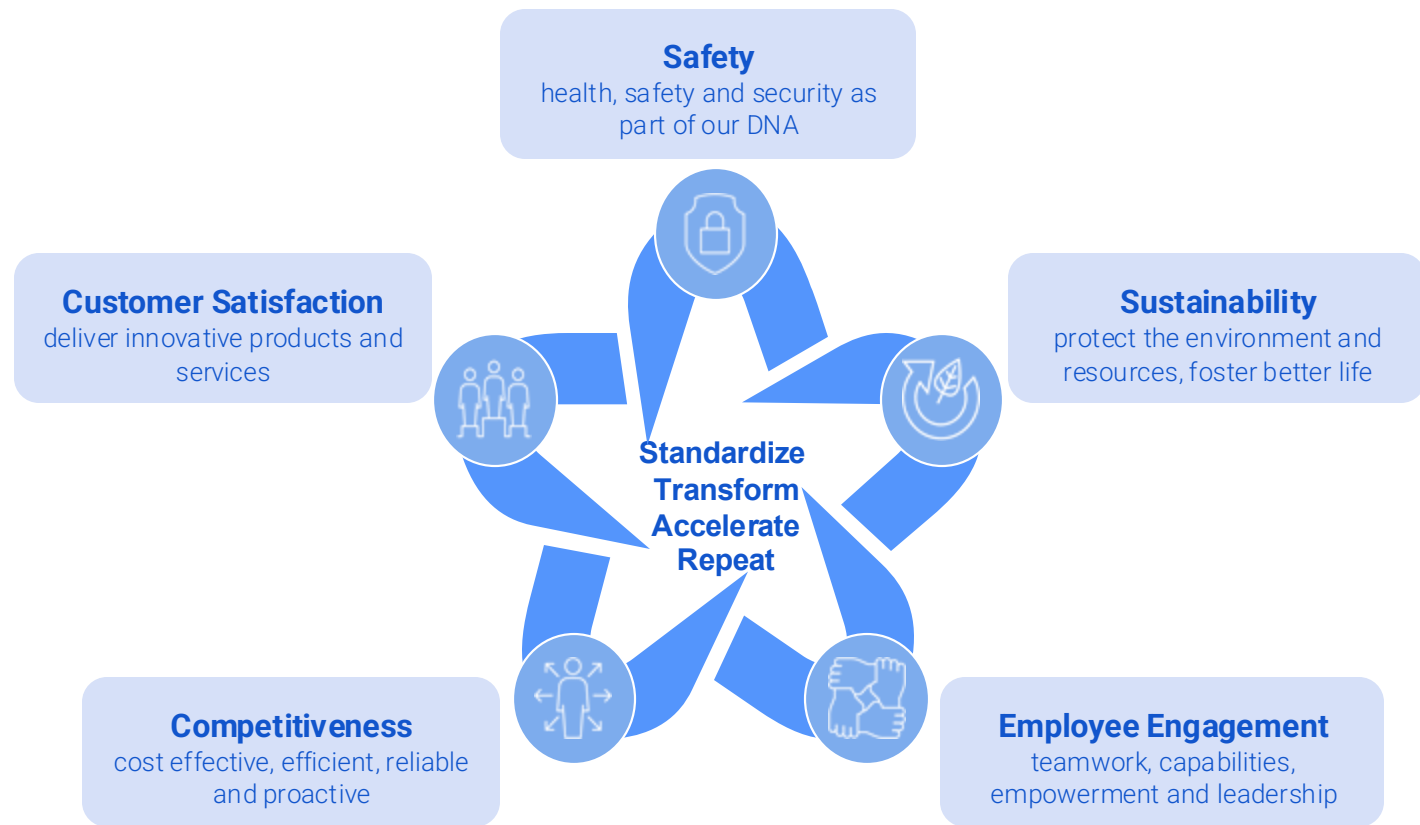 Safety
health, safety and security as
part of our DNA
Customer Satisfaction
deliver innovative products and
services
Sustainability
protect the environment and
resources, foster better life
Standardize
Transform
Accelerate
Repeat
Competitiveness
cost effective, efficient, reliable
and proactive
Employee Engagement
teamwork, capabilities,
empowerment and leadership